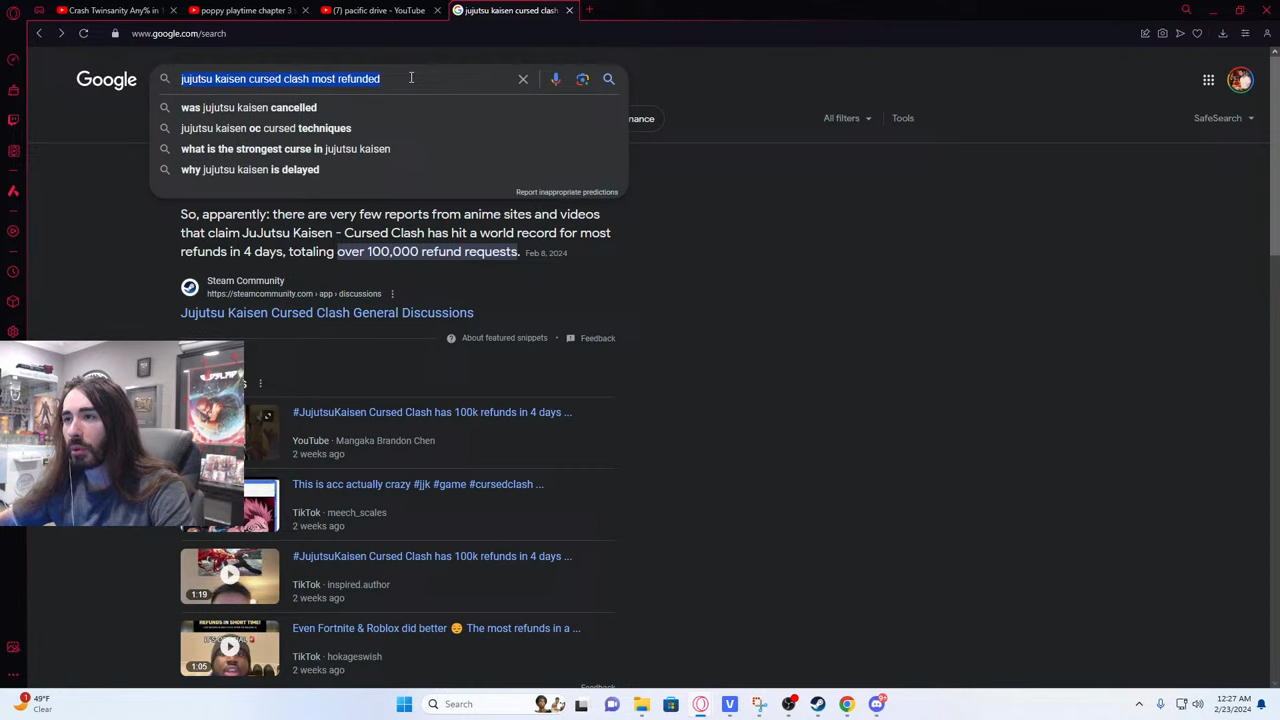 Crash Twinsanity Any% in
poppy playtime chapter 3 s
(7) pacific drive - YouTube
jujutsu kaisen cursed clash
www.google.com/search
Google
jujutsu kaisen cursed clash most refunded
was jujutsu kaisen cancelled
jujutsu kaisen oc cursed techniques
what is the strongest curse in jujutsu kaisen
why jujutsu kaisen is delayed
Report inappropriate predictions
nance
All filters
Tools
SafeSearch
So, apparently: there are very few reports from anime sites and videos
that claim JuJutsu Kaisen - Cursed Clash has hit a world record for most
refunds in 4 days, totaling over 100,000 refund requests. Feb 8, 2024
Steam Community
https://steamcommunity.com › app › discussions
Jujutsu Kaisen Cursed Clash General Discussions
About featured snippets • Feedback
s
#JujutsuKaisen Cursed Clash has 100k refunds in 4 days ...
YouTube · Mangaka Brandon Chen
2 weeks ago
This is acc actually crazy #jjk #game #cursedclash ...
TikTok · meech_scales
2 weeks ago
#JujutsuKaisen Cursed Clash has 100k refunds in 4 days ...
TikTok · inspired.author
2 weeks ago
1:19
Even Fortnite & Roblox did better 😔 The most refunds in a ...
REFUNDS IN SHORT TIME!
TikTok · hokageswish
2 weeks ago
1:05
Feedback
1
49°F
Clear
Search
9+
12:27 AM
2/23/2024